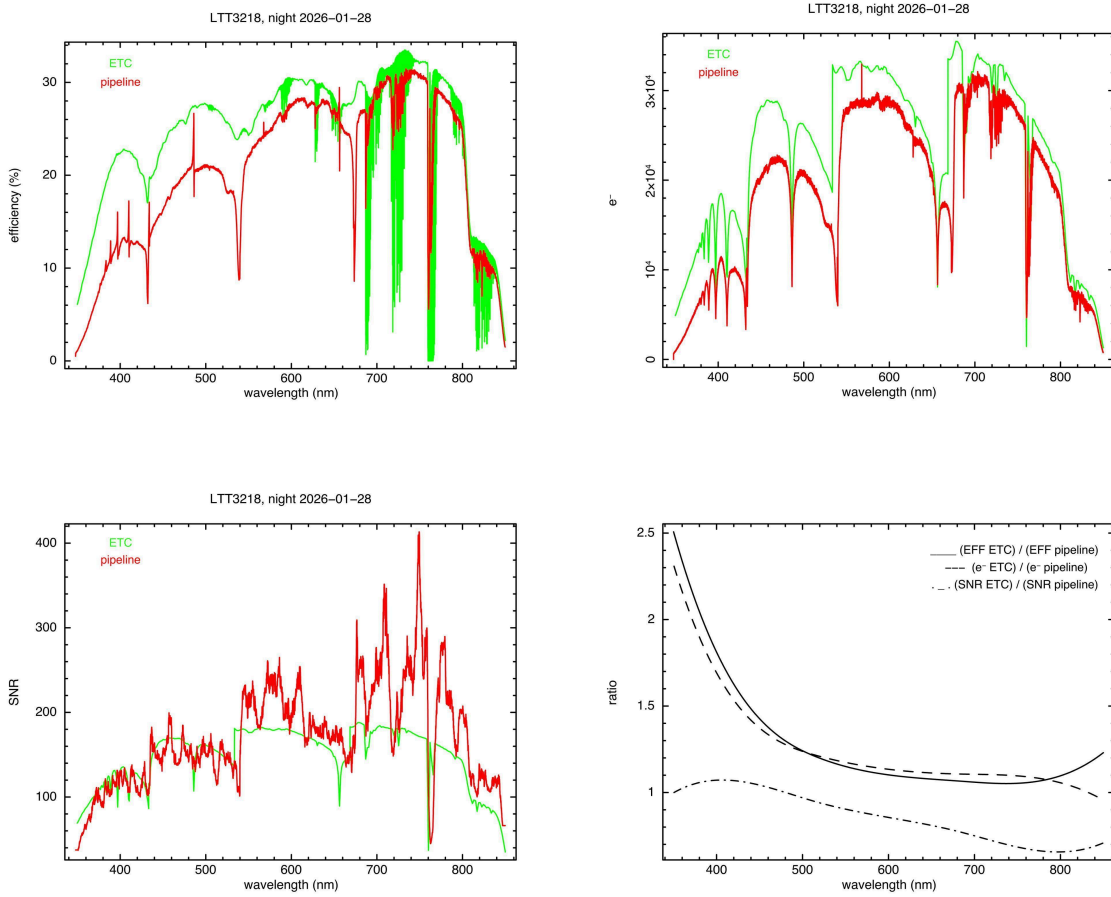 LTT3218, night 2026−01−28
ETC
pipeline
efficiency (%)
30
20
10
0
400
500
600
700
800
wavelength (nm)
LTT3218, night 2026−01−28
ETC
pipeline
e⁻
3×10⁴
2×10⁴
10⁴
0
400
500
600
700
800
wavelength (nm)
LTT3218, night 2026−01−28
ETC
pipeline
SNR
400
300
200
100
400
500
600
700
800
wavelength (nm)
(EFF ETC) / (EFF pipeline)
(e⁻ ETC) / (e⁻ pipeline)
(SNR ETC) / (SNR pipeline)
ratio
2.5
2
1.5
1
400
500
600
700
800
wavelength (nm)